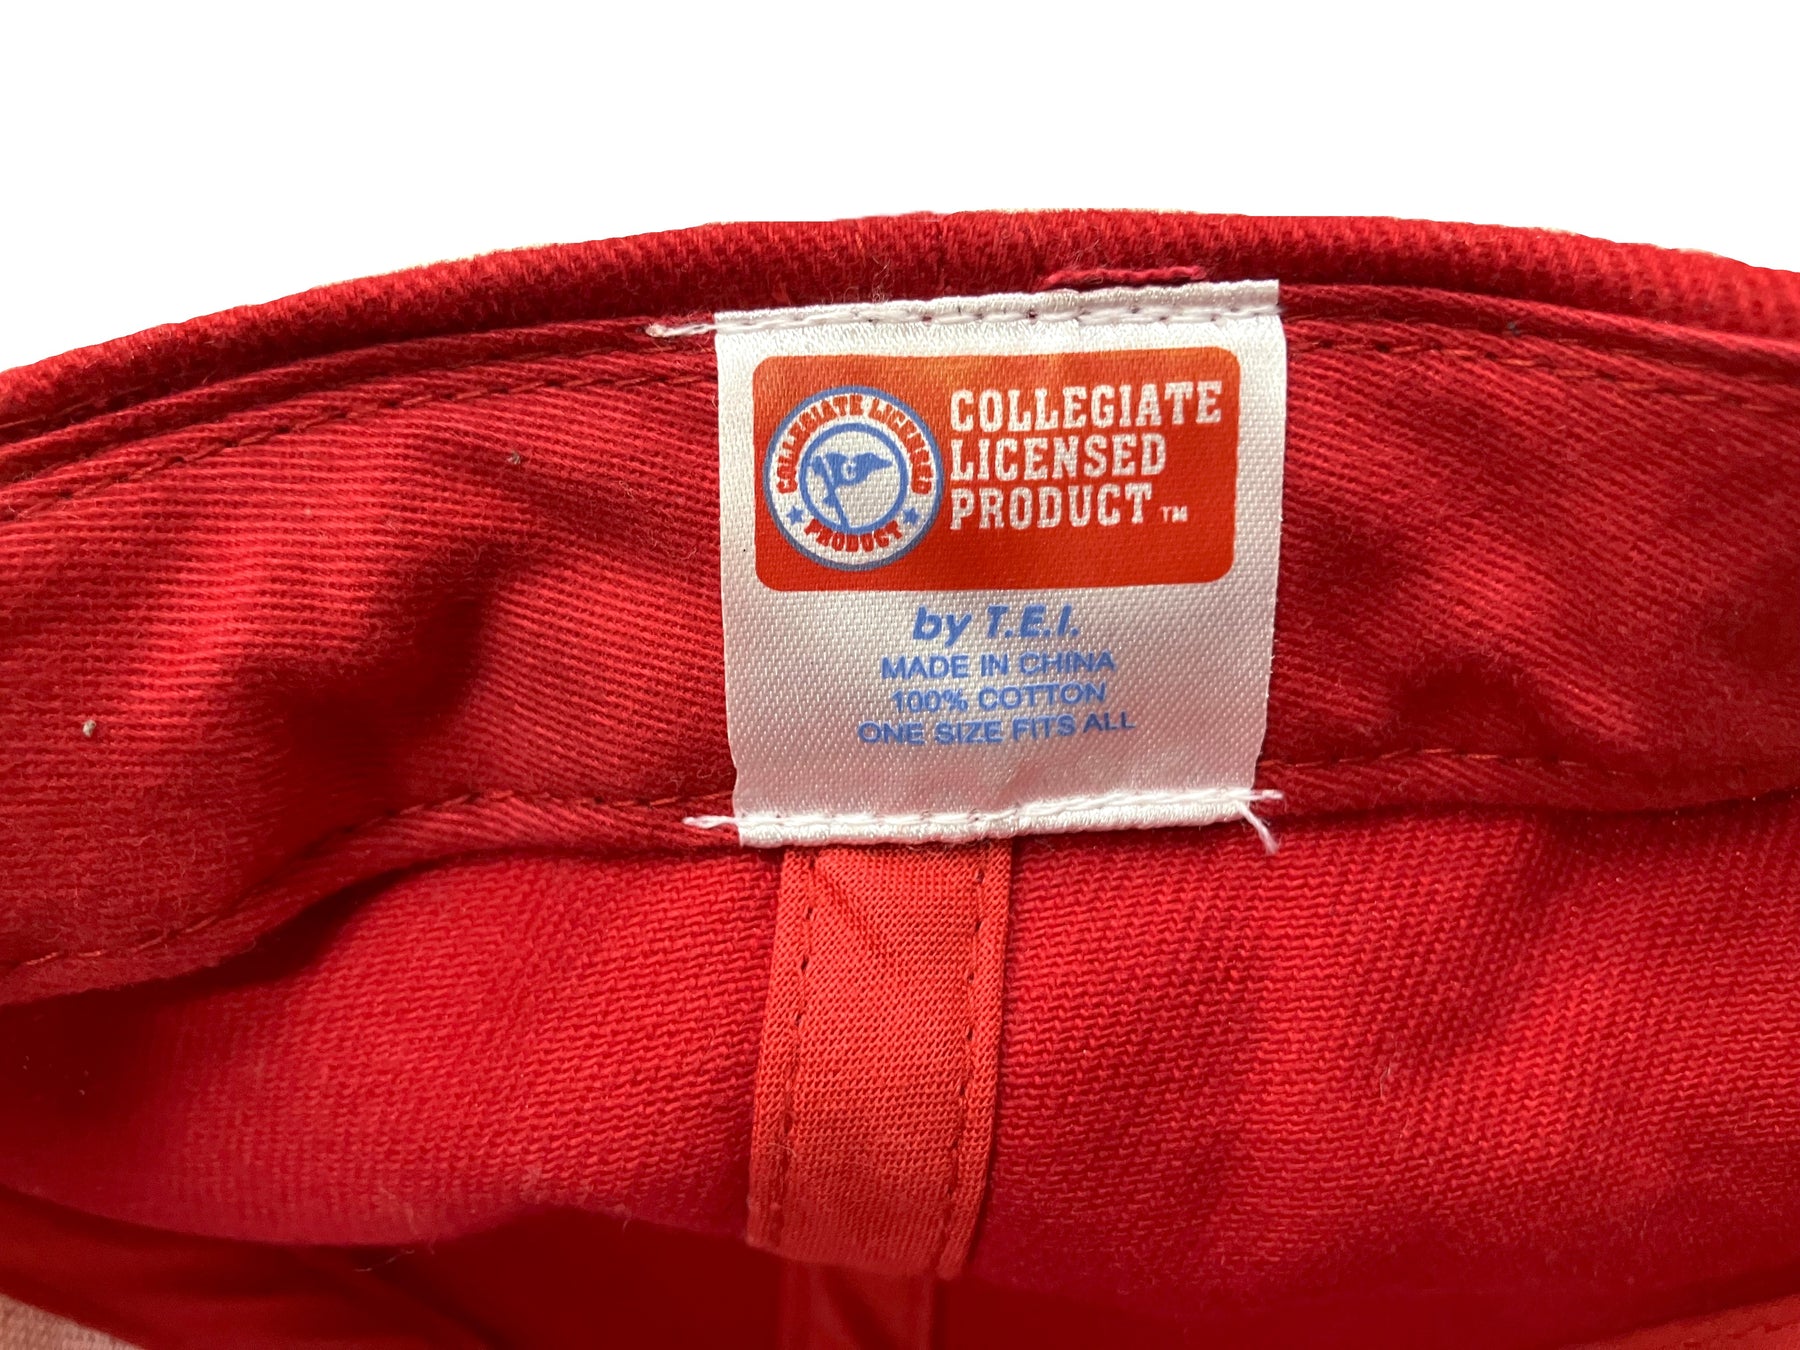 COLLEGIATE LICENSED
PRODUCT
COLLEGIATE
LICENSED
PRODUCT ™
by T.E.I.
MADE IN CHINA
100% COTTON
ONE SIZE FITS ALL